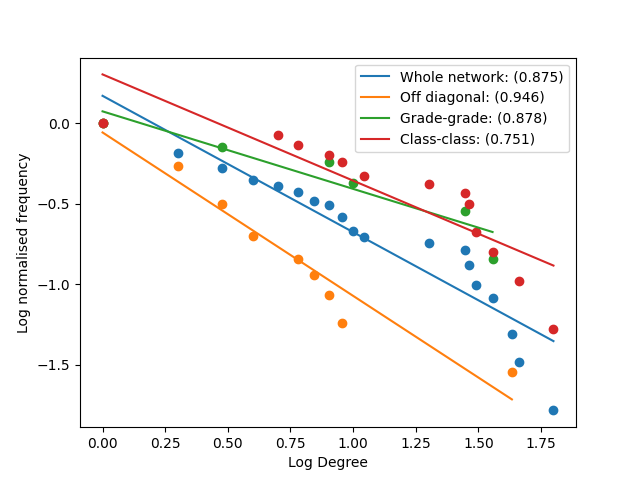 Whole network: (0.875)
Off diagonal: (0.946)
Grade-grade: (0.878)
Class-class: (0.751)
Log normalised frequency
0.0
−0.5
−1.0
−1.5
0.00 0.25 0.50 0.75 1.00 1.25 1.50 1.75
Log Degree